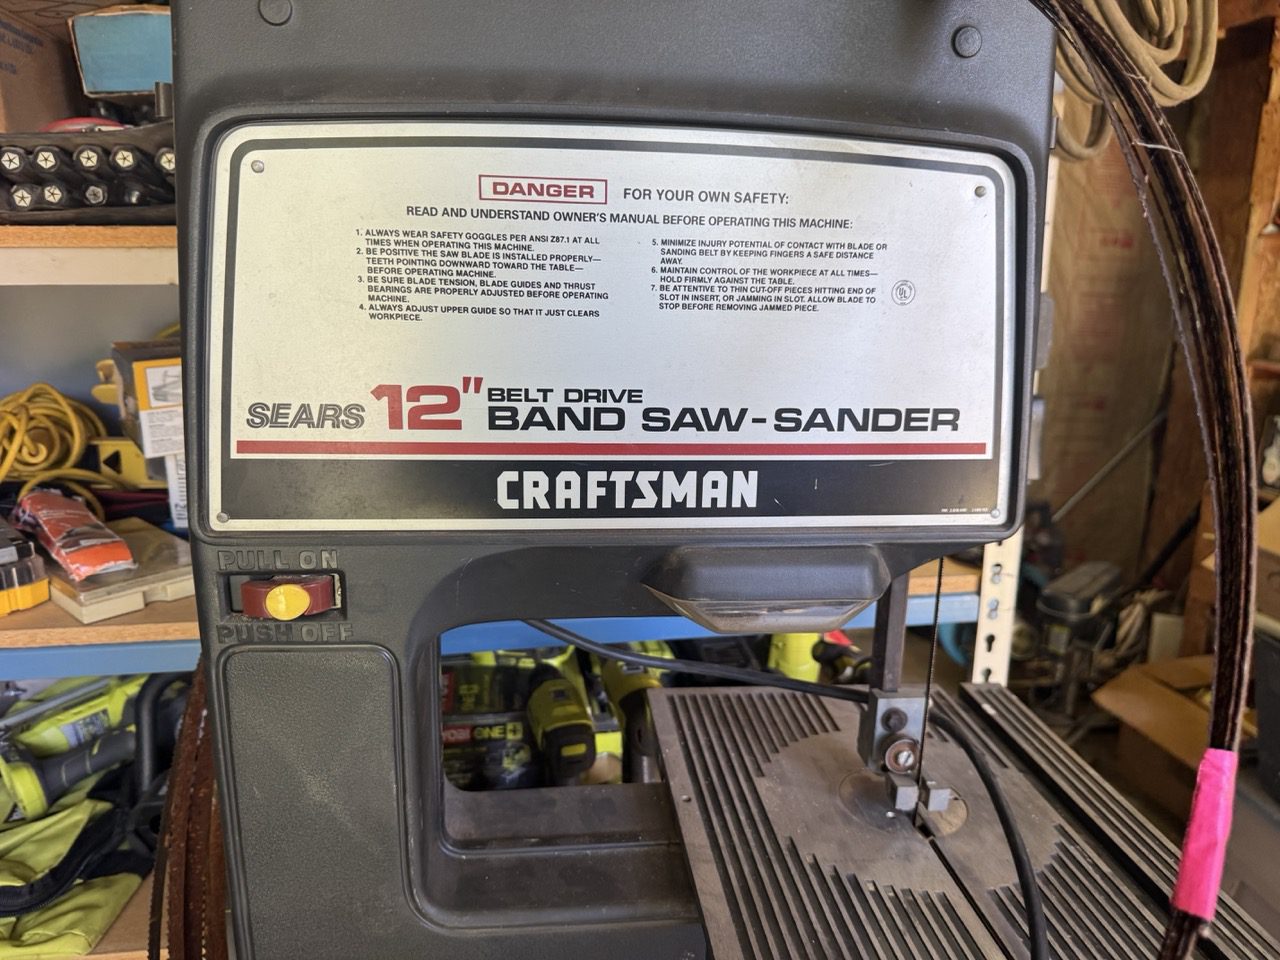 DANGER FOR YOUR OWN SAFETY:
READ AND UNDERSTAND OWNER'S MANUAL BEFORE OPERATING THIS MACHINE:
1. ALWAYS WEAR SAFETY GOGGLES PER ANSI Z87.1 AT ALL
TIMES WHEN OPERATING THIS MACHINE.
2. BE POSITIVE THE SAW BLADE IS INSTALLED PROPERLY—
TEETH POINTING DOWNWARD TOWARD THE TABLE—
BEFORE OPERATING MACHINE.
3. BE SURE BLADE TENSION, BLADE GUIDES AND THRUST
BEARINGS ARE PROPERLY ADJUSTED BEFORE OPERATING
MACHINE.
4. ALWAYS ADJUST UPPER GUIDE SO THAT IT JUST CLEARS
WORKPIECE.
5. MINIMIZE INJURY POTENTIAL OF CONTACT WITH BLADE OR
SANDING BELT BY KEEPING FINGERS A SAFE DISTANCE
AWAY.
6. MAINTAIN CONTROL OF THE WORKPIECE AT ALL TIMES—
HOLD FIRMLY AGAINST THE TABLE.
7. BE ATTENTIVE TO THIN CUT-OFF PIECES HITTING END OF
SLOT IN INSERT, OR JAMMING IN SLOT. ALLOW BLADE TO
STOP BEFORE REMOVING JAMMED PIECE.
UL
SEARS 12" BELT DRIVE
BAND SAW-SANDER
CRAFTSMAN
PULL ON
PUSH OFF
ONE+